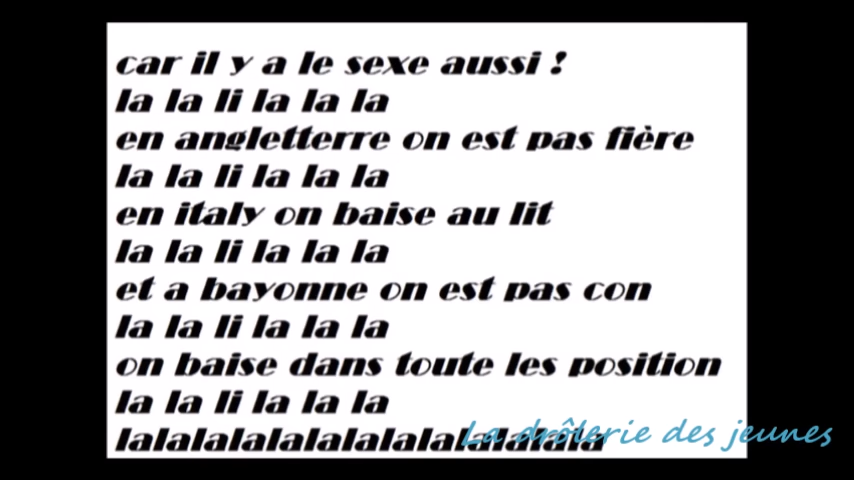 car il y a le sexe aussi !
la la li la la la
en angletterre on est pas fière
la la li la la la
en italy on baise au lit
la la li la la la
et a bayonne on est pas con
la la li la la la
on baise dans toute les position
la la li la la la
lalalalalalalalalalalalalala
La drôlerie des jeunes